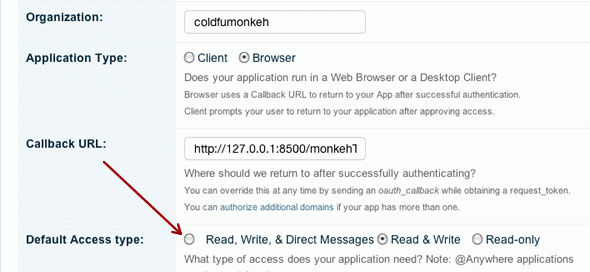 Organization: coldfumonkeh
Application Type: Client Browser
Does your application run in a Web Browser or a Desktop Client?
Browser uses a Callback URL to return to your App after successful authentication.
Client prompts your user to return to your application after approving access.
Callback URL: http://127.0.0.1:8500/monkehT
Where should we return to after successfully authenticating?
You can override this at any time by sending an oauth_callback while obtaining a request_token.
You can authorize additional domains if your app has more than one.
Default Access type: Read, Write, & Direct Messages Read & Write Read-only
What type of access does your application need? Note: @Anywhere applications